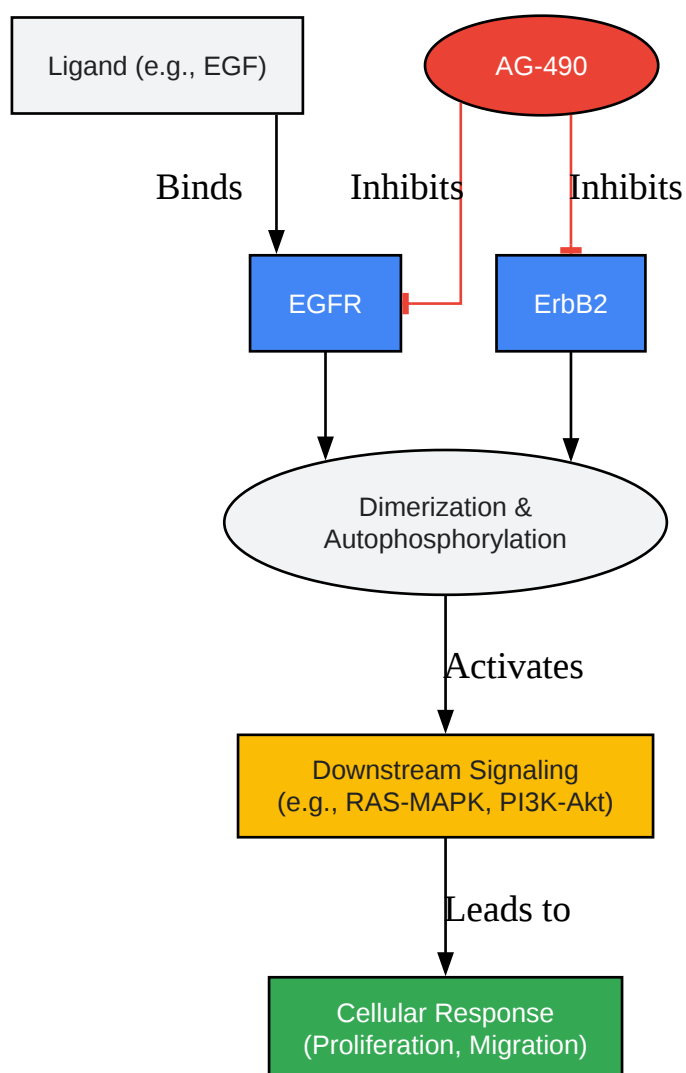 Ligand (e.g., EGF)
AG-490
Binds
Inhibits
Inhibits
EGFR
ErbB2
Dimerization &
Autophosphorylation
Activates
Downstream Signaling
(e.g., RAS-MAPK, PI3K-Akt)
Leads to
Cellular Response
(Proliferation, Migration)